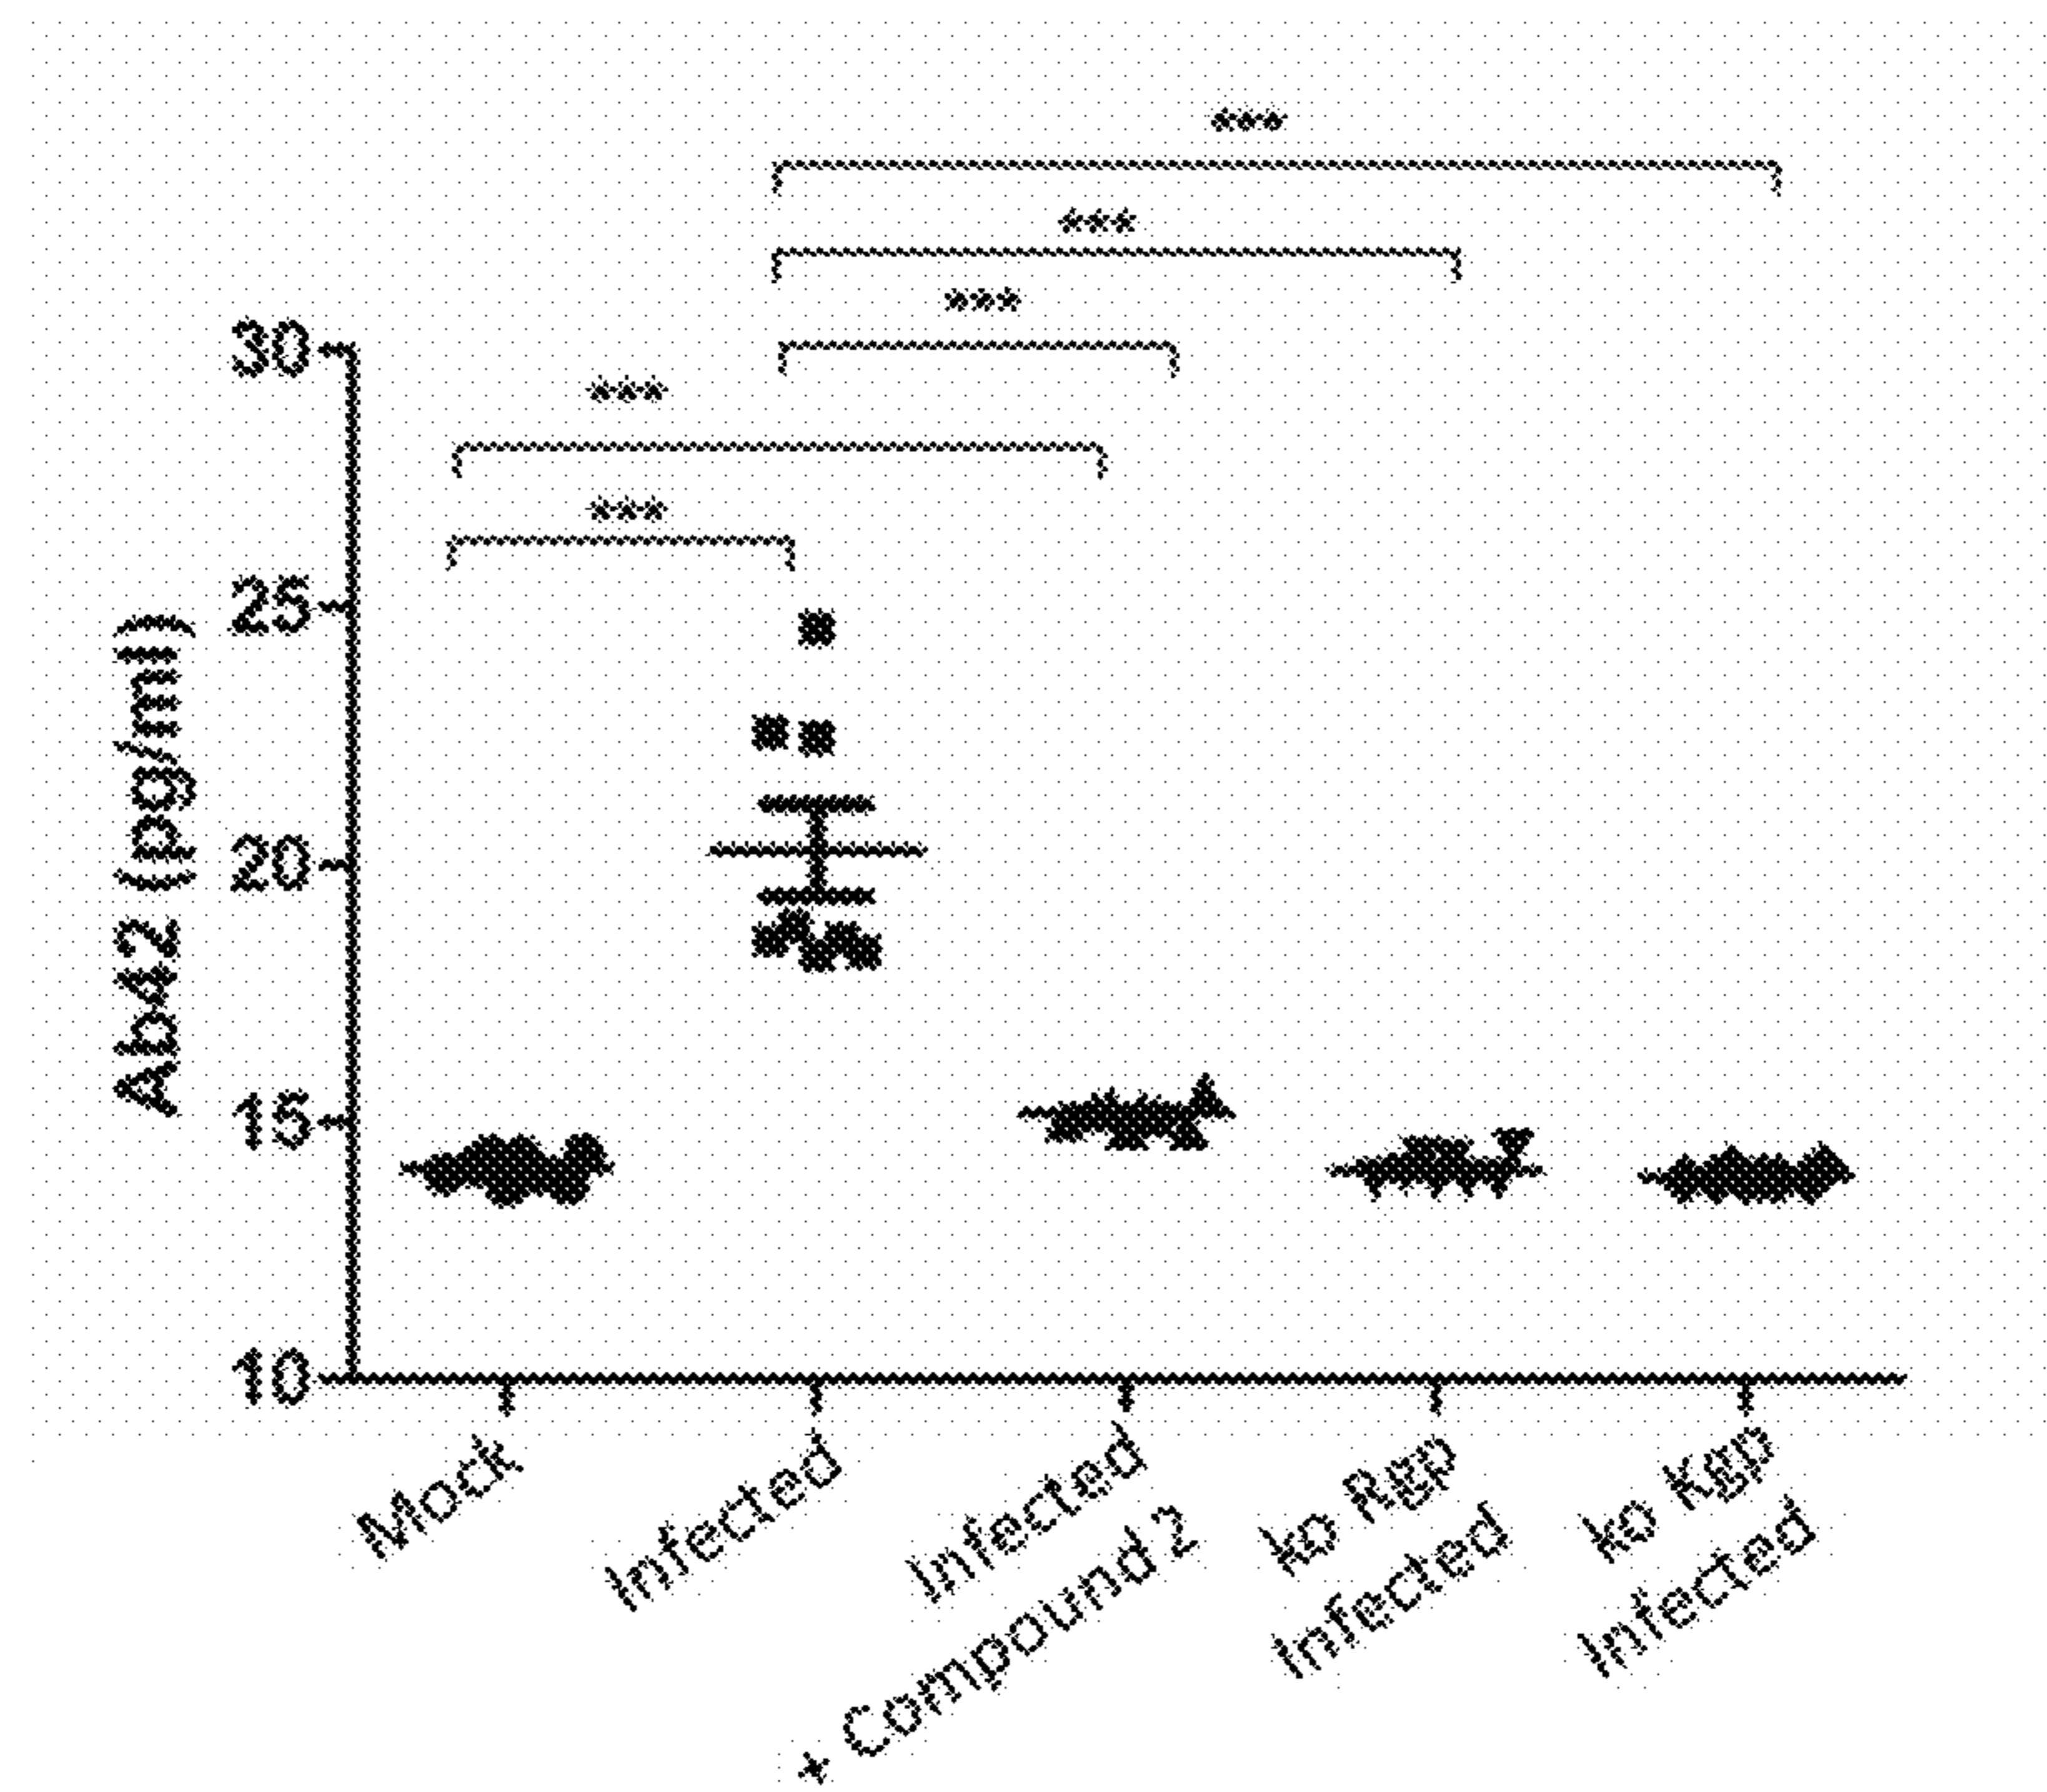 ***
***
***
***
***
30
25
20
15
10
Ab42 (pg/ml)
Mock
Infected
Infected
+ Compound 2
ko Rgp
Infected
ko Kgp
Infected